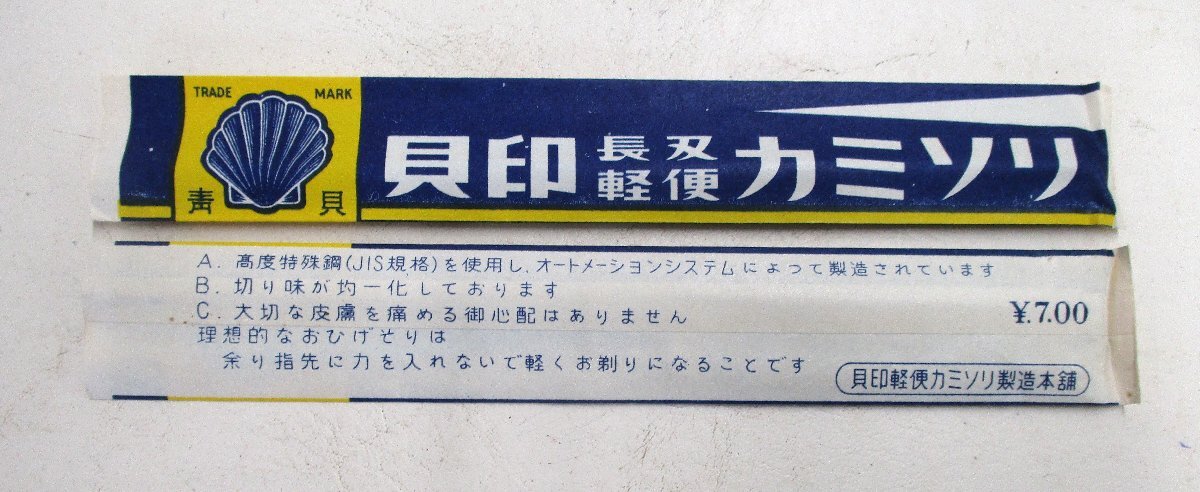 TRADE MARK
青貝
貝印 長刃軽便 カミソリ
A. 高度特殊鋼(JIS規格)を使用し、オートメーションシステムによって製造されています
B. 切り味が均一化しております
C. 大切な皮膚を痛める御心配はありません
¥.7.00
理想的なおひげそりは
余り指先に力を入れないで軽くお剃りになることです
貝印軽便カミソリ製造本舗